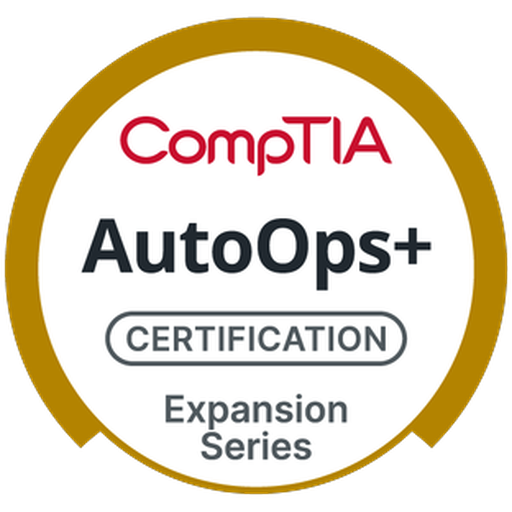 CompTIA
AutoOps+
CERTIFICATION
Expansion
Series